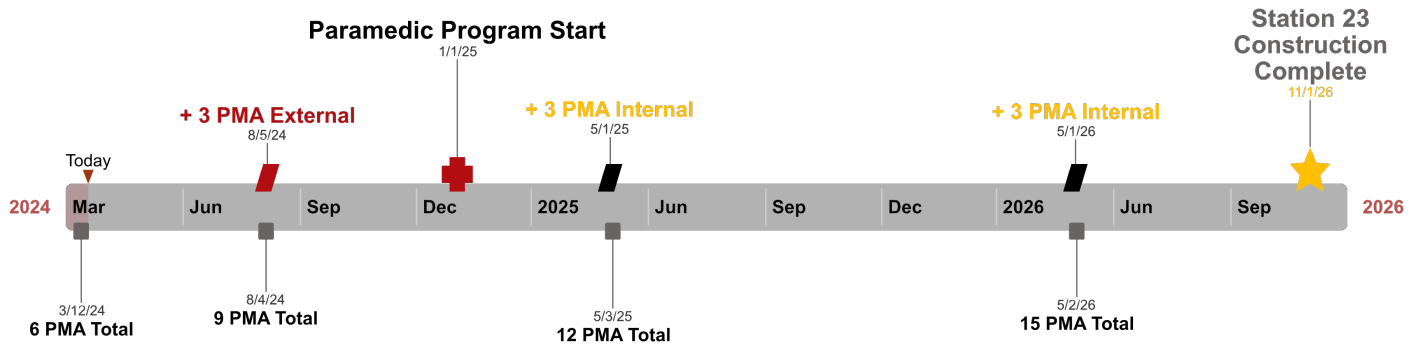 Station 23
Construction
Complete
11/1/26
Paramedic Program Start
1/1/25
+ 3 PMA External
8/5/24
+ 3 PMA Internal
5/1/25
+ 3 PMA Internal
5/1/26
Today
2024
Mar
Jun
Sep
Dec
2025
Jun
Sep
Dec
2026
Jun
Sep
2026
3/12/24
6 PMA Total
8/4/24
9 PMA Total
5/3/25
12 PMA Total
5/2/26
15 PMA Total